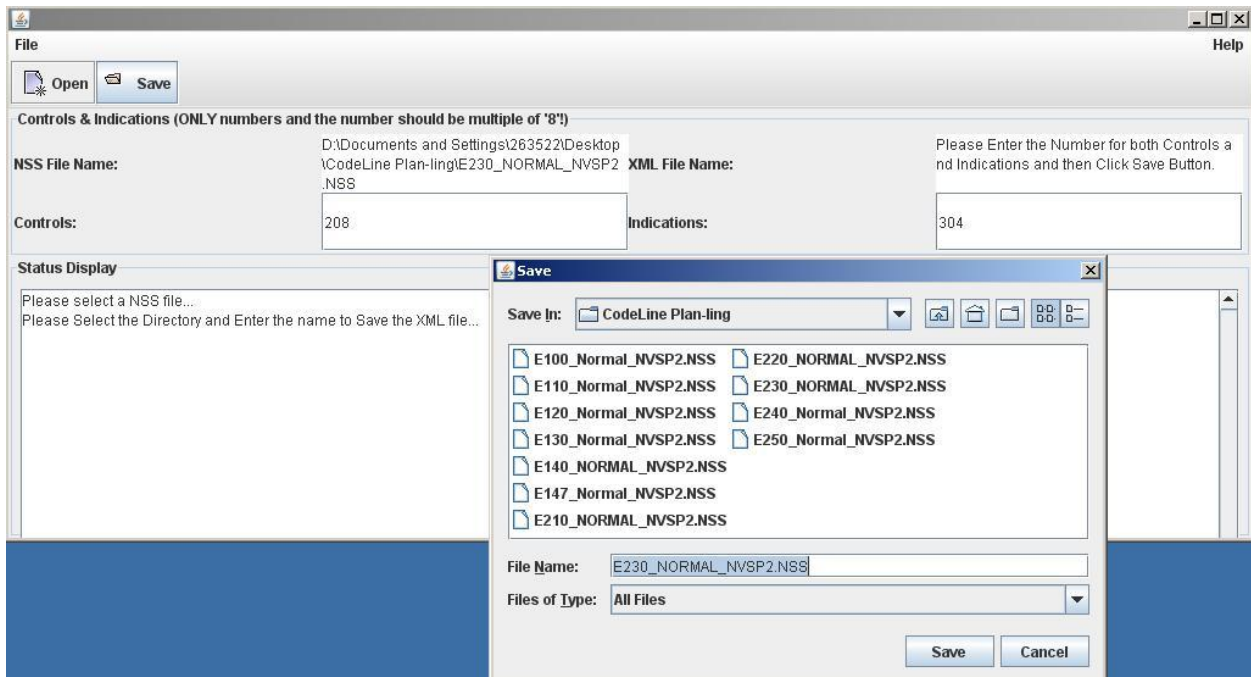 File
Help
Open
Save
Controls & Indications (ONLY numbers and the number should be multiple of '8'!)
NSS File Name:
D:\Documents and Settings\263522\Desktop
\CodeLine Plan-ling\E230_NORMAL_NVSP2
.NSS
XML File Name:
Please Enter the Number for both Controls a
nd Indications and then Click Save Button.
Controls:
208
Indications:
304
Status Display
Please select a NSS file...
Please Select the Directory and Enter the name to Save the XML file...
Save
Save In:
CodeLine Plan-ling
E100_Normal_NVSP2.NSS
E110_Normal_NVSP2.NSS
E120_Normal_NVSP2.NSS
E130_Normal_NVSP2.NSS
E140_NORMAL_NVSP2.NSS
E147_Normal_NVSP2.NSS
E210_NORMAL_NVSP2.NSS
E220_NORMAL_NVSP2.NSS
E230_NORMAL_NVSP2.NSS
E240_Normal_NVSP2.NSS
E250_Normal_NVSP2.NSS
File Name:
E230_NORMAL_NVSP2.NSS
Files of Type:
All Files
Save
Cancel